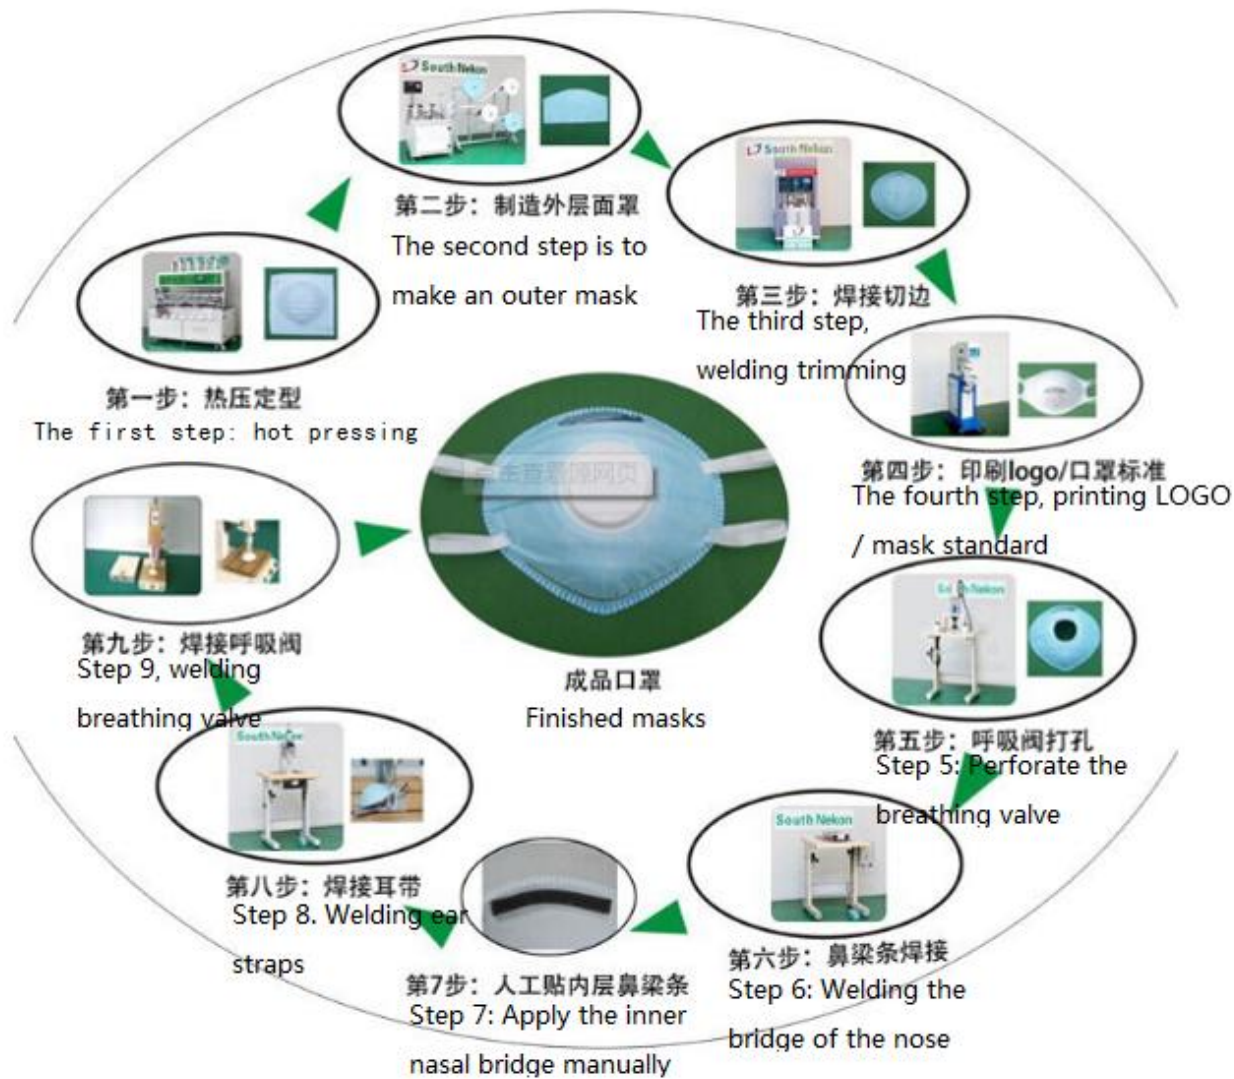 South Nekon
第二步：制造外层面罩
The second step is to
make an outer mask
South Nekon
第三步：焊接切边
The third step,
welding trimming
第一步：热压定型
The first step: hot pressing
第四步：印刷logo/口罩标准
The fourth step, printing LOGO
/ mask standard
South Nekon
第五步：呼吸阀打孔
Step 5: Perforate the
breathing valve
South Nekon
第六步：鼻梁条焊接
Step 6: Welding the
bridge of the nose
第7步：人工贴内层鼻梁条
Step 7: Apply the inner
nasal bridge manually
South Nekon
第八步：焊接耳带
Step 8. Welding ear
straps
第九步：焊接呼吸阀
Step 9, welding
breathing valve
成品口罩
Finished masks